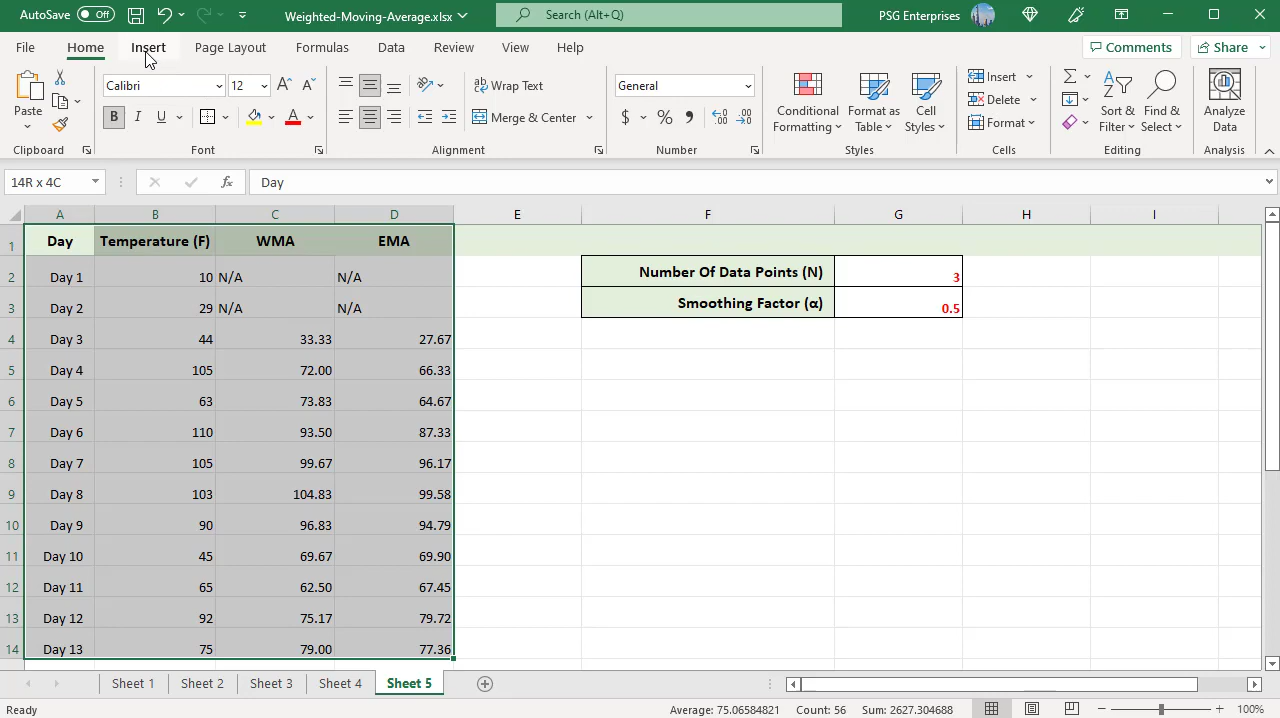 AutoSave Off Weighted-Moving-Average.xlsx Search (Alt+Q) PSG Enterprises
File Home Insert Page Layout Formulas Data Review View Help Comments Share
Paste Calibri 12 B I U Wrap Text Merge & Center General $ % 9 Conditional Formatting Format as Table Cell Styles Insert Delete Format Sort & Filter Find & Select Analyze Data
Clipboard Font Alignment Number Styles Cells Editing Analysis
14R x 4C fx Day
A B C D E F G H I
1 Day Temperature (F) WMA EMA
2 Day 1 10 N/A N/A Number Of Data Points (N) 3
3 Day 2 29 N/A N/A Smoothing Factor (α) 0.5
4 Day 3 44 33.33 27.67
5 Day 4 105 72.00 66.33
6 Day 5 63 73.83 64.67
7 Day 6 110 93.50 87.33
8 Day 7 105 99.67 96.17
9 Day 8 103 104.83 99.58
10 Day 9 90 96.83 94.79
11 Day 10 45 69.67 69.90
12 Day 11 65 62.50 67.45
13 Day 12 92 75.17 79.72
14 Day 13 75 79.00 77.36
Sheet 1 Sheet 2 Sheet 3 Sheet 4 Sheet 5
Ready Average: 75.06584821 Count: 56 Sum: 2627.304688 100%